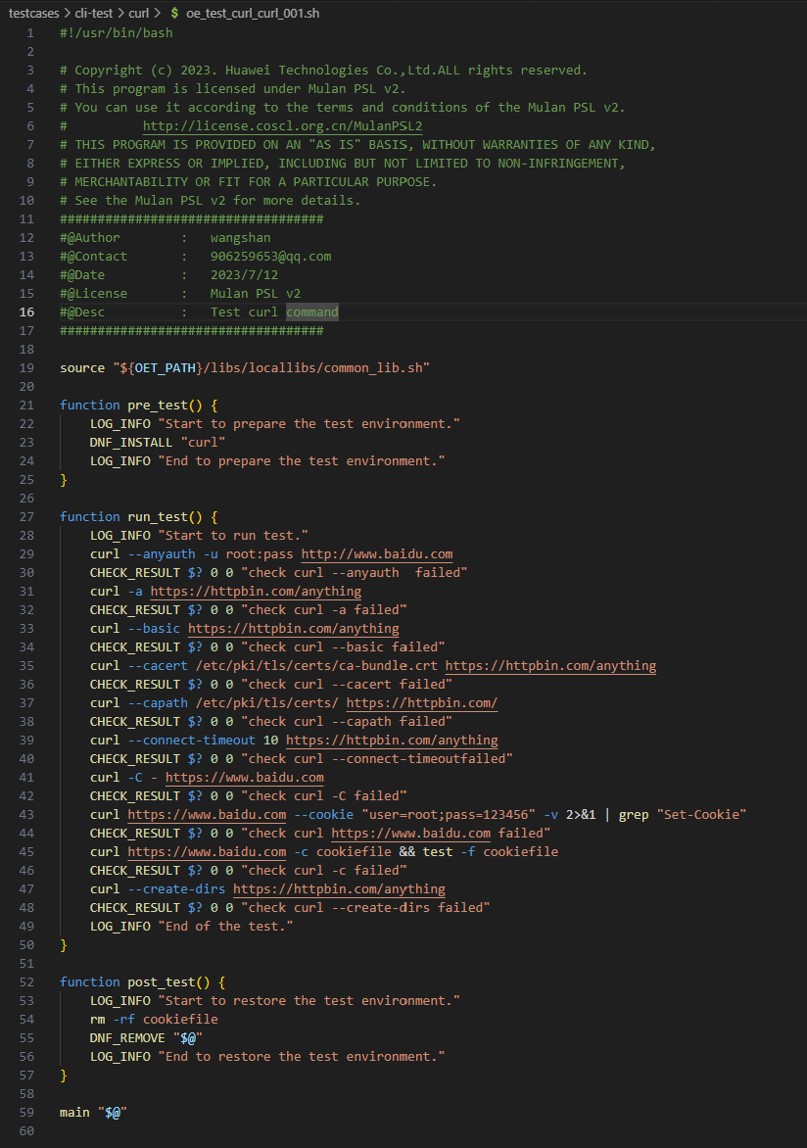 testcases > cli-test > curl > $ oe_test_curl_curl_001.sh
1 #!/usr/bin/bash
2
3 # Copyright (c) 2023. Huawei Technologies Co.,Ltd.ALL rights reserved.
4 # This program is licensed under Mulan PSL v2.
5 # You can use it according to the terms and conditions of the Mulan PSL v2.
6 #          http://license.coscl.org.cn/MulanPSL2
7 # THIS PROGRAM IS PROVIDED ON AN "AS IS" BASIS, WITHOUT WARRANTIES OF ANY KIND,
8 # EITHER EXPRESS OR IMPLIED, INCLUDING BUT NOT LIMITED TO NON-INFRINGEMENT,
9 # MERCHANTABILITY OR FIT FOR A PARTICULAR PURPOSE.
10 # See the Mulan PSL v2 for more details.
11 ###################################
12 #@Author        :   wangshan
13 #@Contact       :   906259653@qq.com
14 #@Date          :   2023/7/12
15 #@License       :   Mulan PSL v2
16 #@Desc          :   Test curl command
17 ###################################
18
19 source "${OET_PATH}/libs/locallibs/common_lib.sh"
20
21 function pre_test() {
22     LOG_INFO "Start to prepare the test environment."
23     DNF_INSTALL "curl"
24     LOG_INFO "End to prepare the test environment."
25 }
26
27 function run_test() {
28     LOG_INFO "Start to run test."
29     curl --anyauth -u root:pass http://www.baidu.com
30     CHECK_RESULT $? 0 0 "check curl --anyauth  failed"
31     curl -a https://httpbin.org/anything
32     CHECK_RESULT $? 0 0 "check curl -a failed"
33     curl --basic https://httpbin.org/anything
34     CHECK_RESULT $? 0 0 "check curl --basic failed"
35     curl --cacert /etc/pki/tls/certs/ca-bundle.crt https://httpbin.org/anything
36     CHECK_RESULT $? 0 0 "check curl --cacert failed"
37     curl --capath /etc/pki/tls/certs/ https://httpbin.org/
38     CHECK_RESULT $? 0 0 "check curl --capath failed"
39     curl --connect-timeout 10 https://httpbin.org/anything
40     CHECK_RESULT $? 0 0 "check curl --connect-timeoutfailed"
41     curl -C - https://www.baidu.com
42     CHECK_RESULT $? 0 0 "check curl -C failed"
43     curl https://www.baidu.com --cookie "user=root;pass=123456" -v 2>&1 | grep "Set-Cookie"
44     CHECK_RESULT $? 0 0 "check curl https://www.baidu.com failed"
45     curl https://www.baidu.com -c cookiefile && test -f cookiefile
46     CHECK_RESULT $? 0 0 "check curl -c failed"
47     curl --create-dirs https://httpbin.org/anything
48     CHECK_RESULT $? 0 0 "check curl --create-dirs failed"
49     LOG_INFO "End of the test."
50 }
51
52 function post_test() {
53     LOG_INFO "Start to restore the test environment."
54     rm -rf cookiefile
55     DNF_REMOVE "$@"
56     LOG_INFO "End to restore the test environment."
57 }
58
59 main "$@"
60